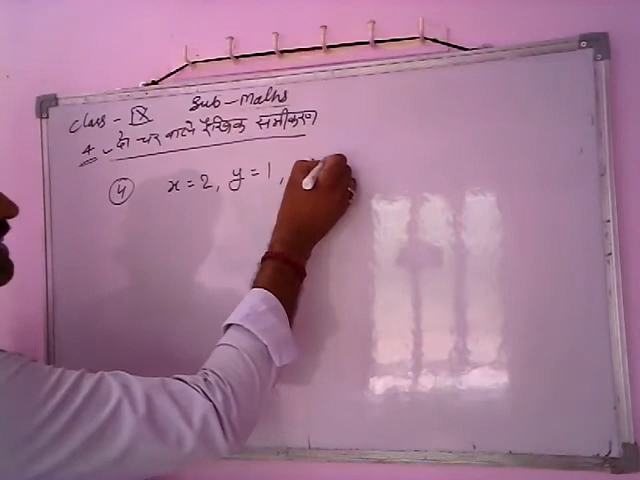 Class - IX Sub - Maths
4. दो चर वाले रैखिक समीकरण
4 x = 2, y = 1,